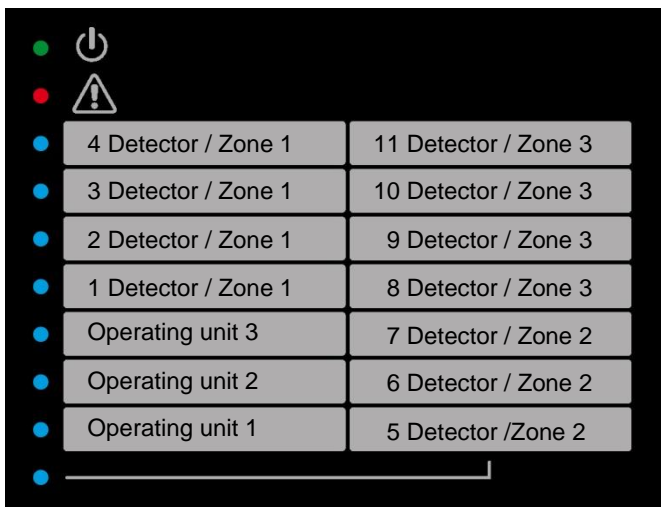 4 Detector / Zone 1 11 Detector / Zone 3
3 Detector / Zone 1 10 Detector / Zone 3
2 Detector / Zone 1 9 Detector / Zone 3
1 Detector / Zone 1 8 Detector / Zone 3
Operating unit 3 7 Detector / Zone 2
Operating unit 2 6 Detector / Zone 2
Operating unit 1 5 Detector /Zone 2